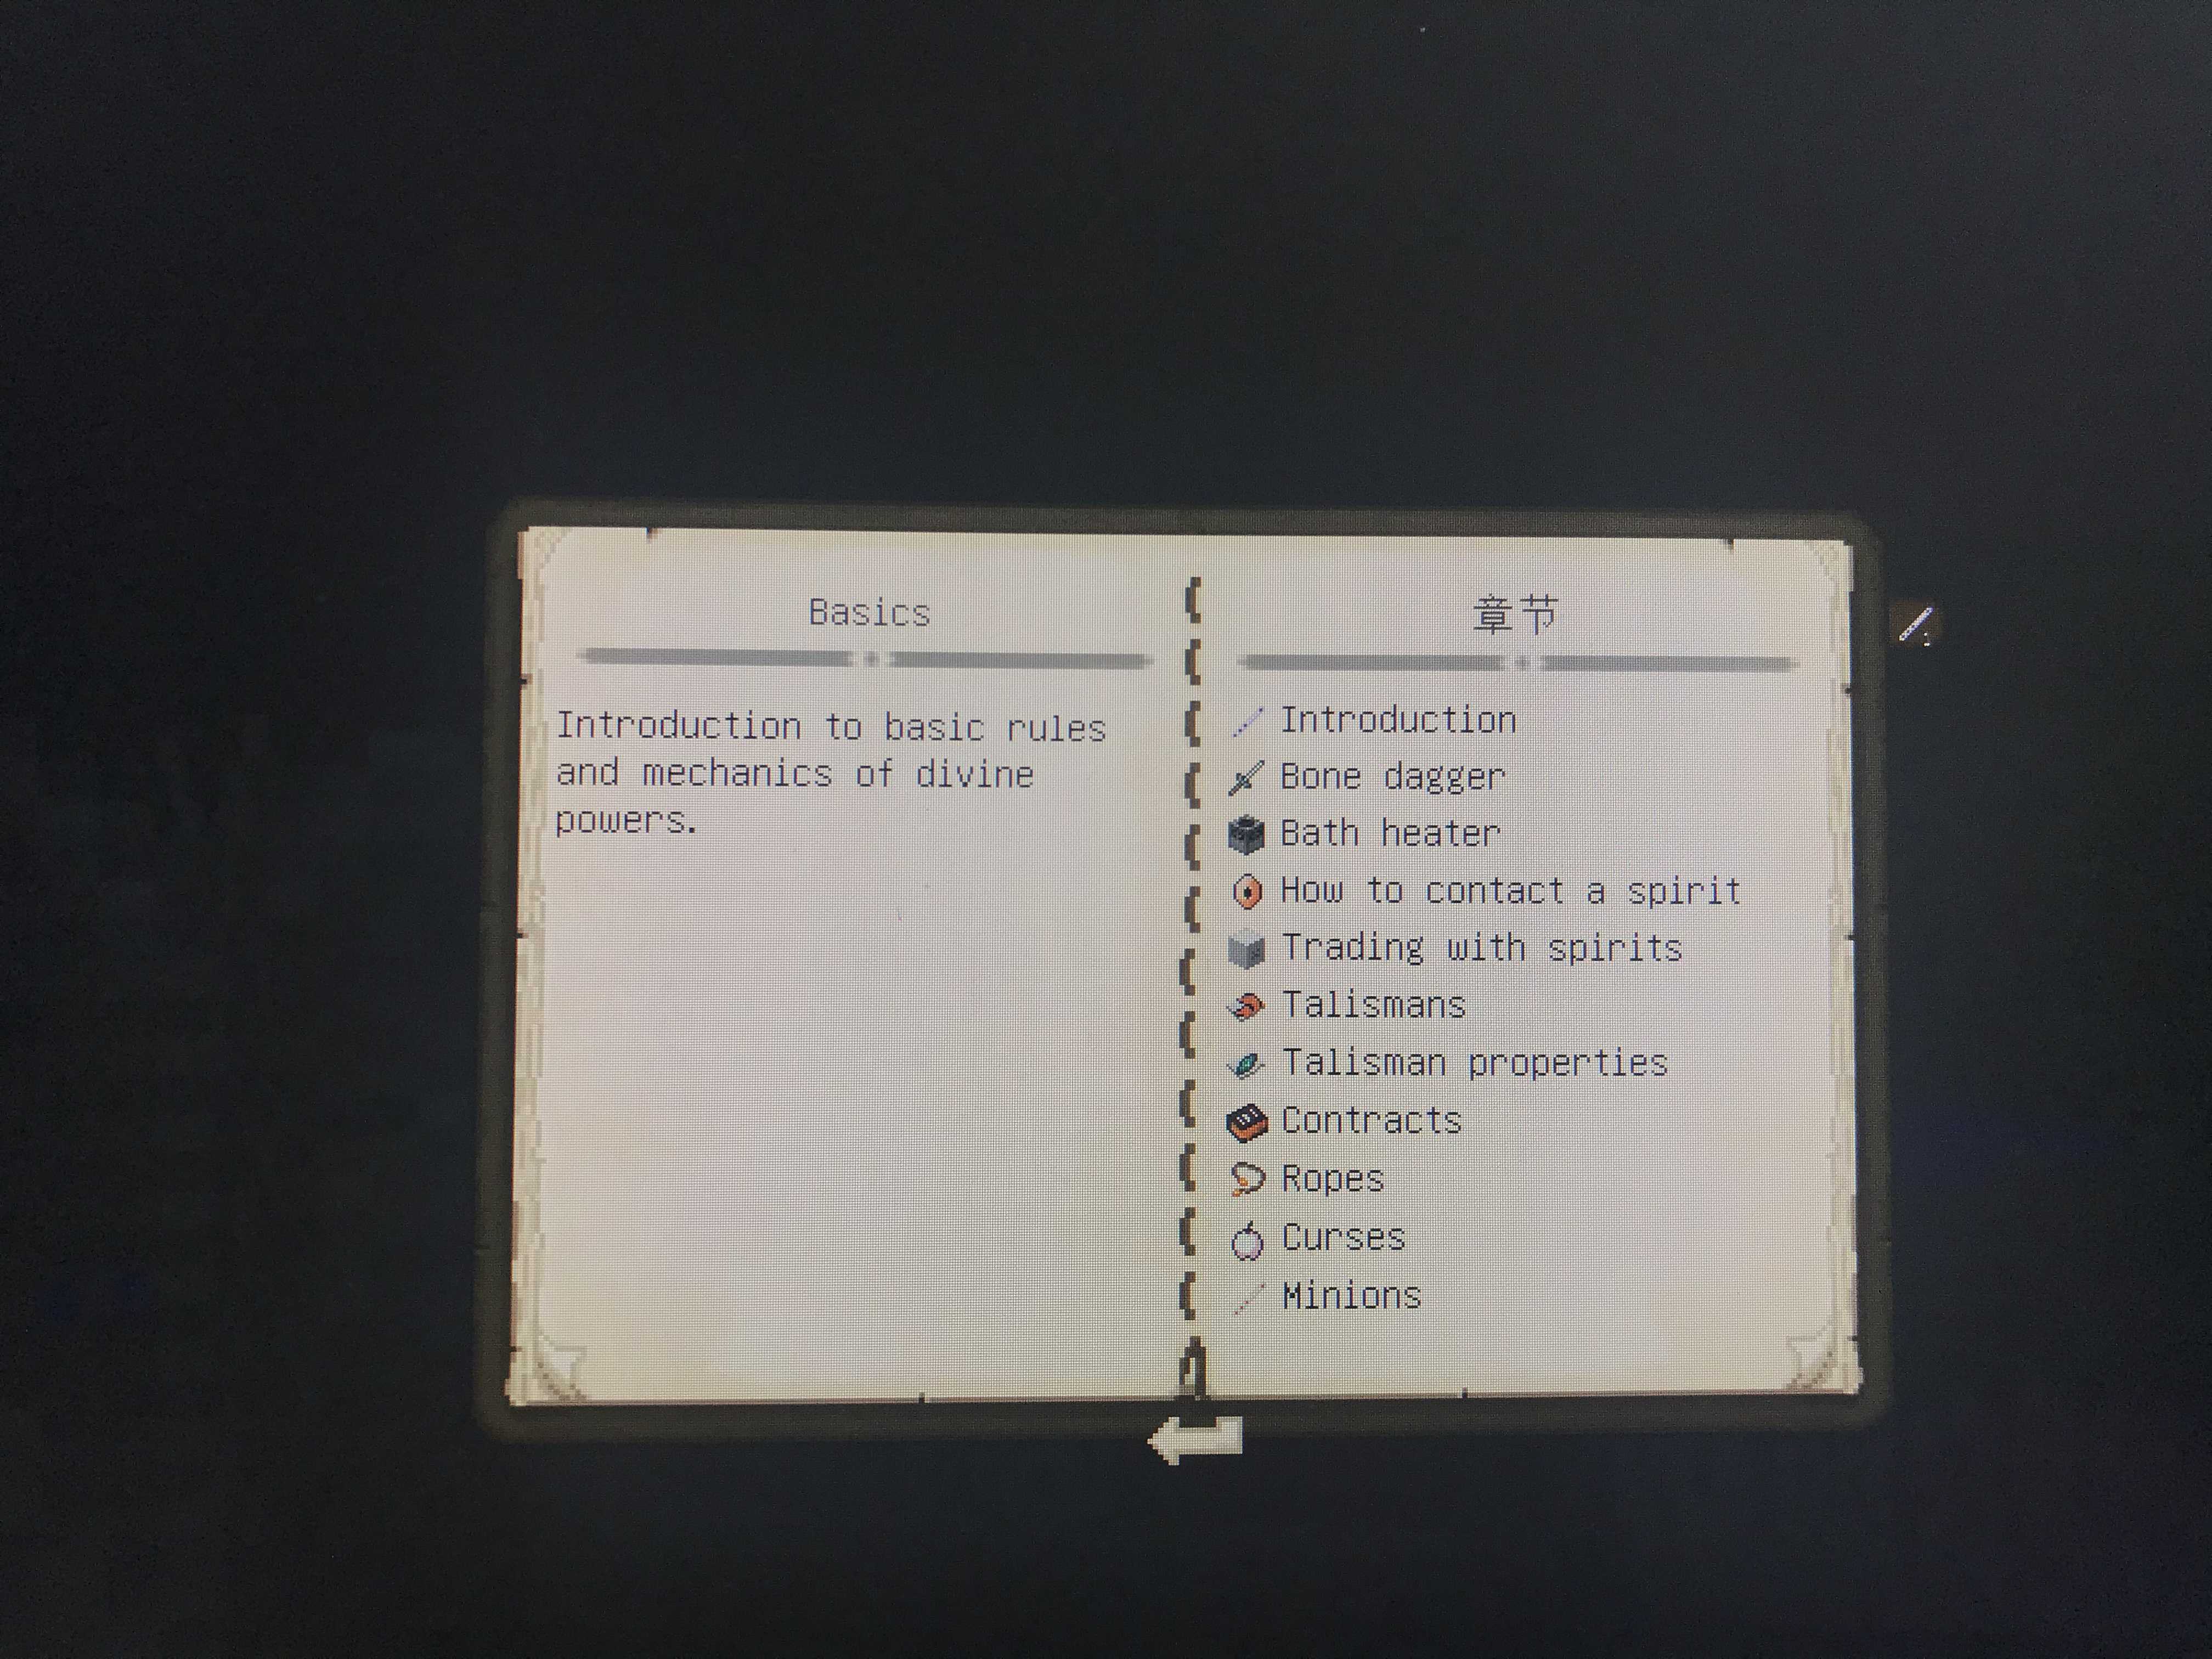 Basics
Introduction to basic rules
and mechanics of divine
powers.
章节
Introduction
Bone dagger
Bath heater
How to contact a spirit
Trading with spirits
Talismans
Talisman properties
Contracts
Ropes
Curses
Minions